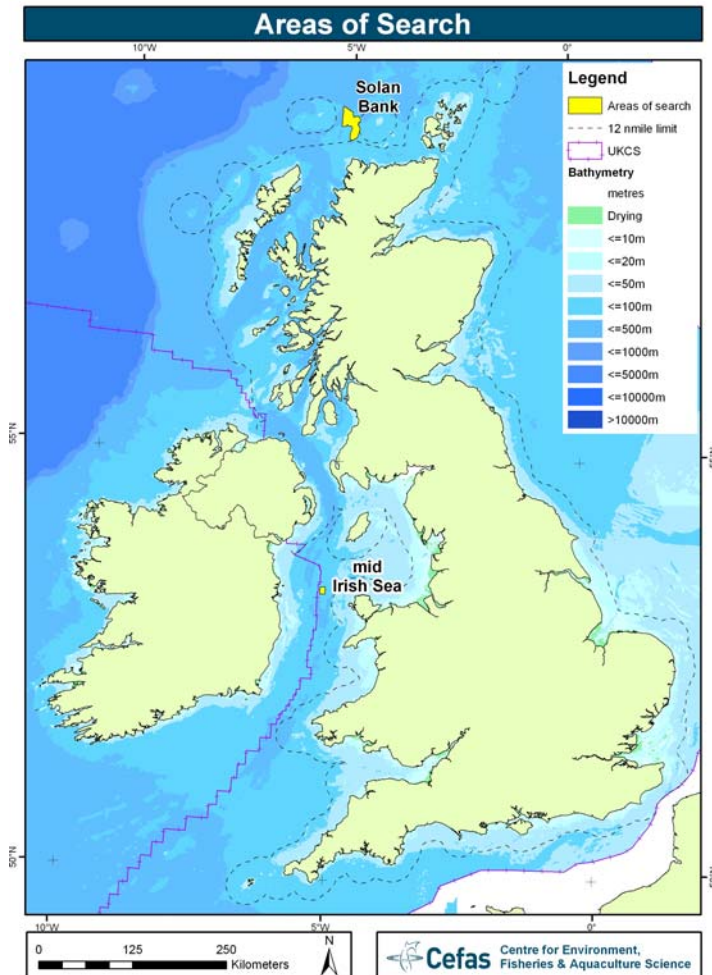 Areas of Search
10°W
5°W
0°
Solan
Bank
Legend
Areas of search
12 nmile limit
UKCS
Bathymetry
metres
Drying
<=10m
<=20m
<=50m
<=100m
<=500m
<=1000m
<=5000m
<=10000m
>10000m
55°N
mid
Irish Sea
50°N
10°W
5°W
0°
0 125 250
Kilometers
N
Cefas
Centre for Environment,
Fisheries & Aquaculture Science